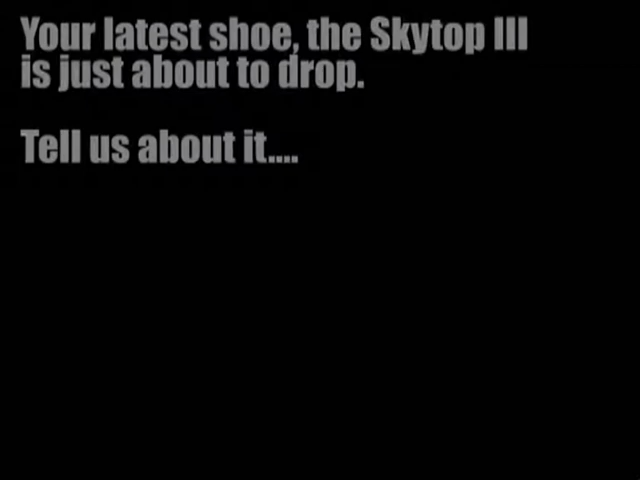 Your latest shoe, the Skytop III
is just about to drop.
Tell us about it....